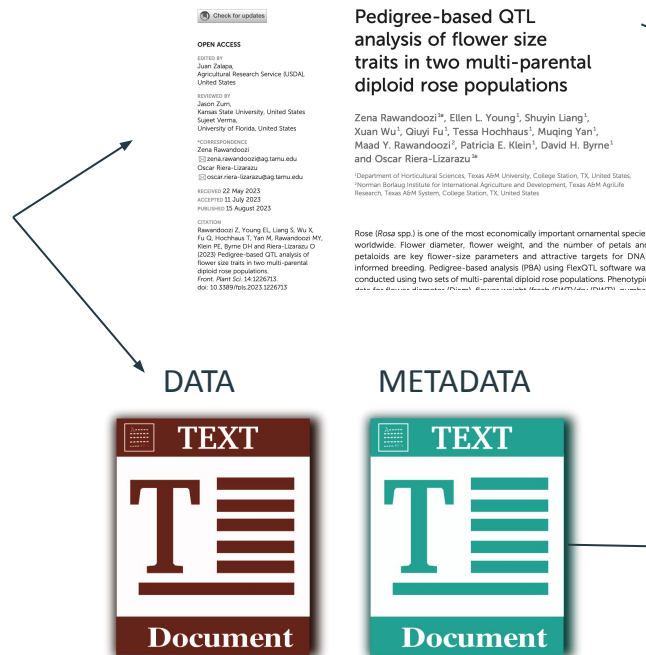 Check for updates
OPEN ACCESS
EDITED BY
Juan Zalapa,
Agricultural Research Service (USDA),
United States
REVIEWED BY
Jason Zurn,
Kansas State University, United States
Sujeet Verma,
University of Florida, United States
*CORRESPONDENCE
Zena Rawandoozi
zena.rawandoozi@ag.tamu.edu
Oscar Riera-Lizarazu
oscar.riera-lizarazu@ag.tamu.edu
RECEIVED 22 May 2023
ACCEPTED 11 July 2023
PUBLISHED 15 August 2023
CITATION
Rawandoozi Z, Young EL, Liang S, Wu X,
Fu Q, Hochhaus T, Yan M, Rawandoozi MY,
Klein PE, Byrne DH and Riera-Lizarazu O
(2023) Pedigree-based QTL analysis of
flower size traits in two multi-parental
diploid rose populations.
Front. Plant Sci. 14:1226713.
doi: 10.3389/fpls.2023.1226713
Pedigree-based QTL
analysis of flower size
traits in two multi-parental
diploid rose populations
Zena Rawandoozi1*, Ellen L. Young1, Shuyin Liang1,
Xuan Wu1, Qiuyi Fu1, Tessa Hochhaus1, Muqing Yan1,
Maad Y. Rawandoozi2, Patricia E. Klein1, David H. Byrne1
and Oscar Riera-Lizarazu1*
1Department of Horticultural Sciences, Texas A&M University, College Station, TX, United States,
2Norman Borlaug Institute for International Agriculture and Development, Texas A&M AgriLife
Research, Texas A&M System, College Station, TX, United States
Rose (Rosa spp.) is one of the most economically important ornamental specie
worldwide. Flower diameter, flower weight, and the number of petals and
petaloids are key flower-size parameters and attractive targets for DNA
informed breeding. Pedigree-based analysis (PBA) using FlexQTL software wa
conducted using two sets of multi-parental diploid rose populations. Phenotypi
data for flower diameter (Diam), flower weight (fresh (FWT)/dry (DWT)), numbe
DATA
METADATA
TEXT
TEXT
T
T
Document
Document